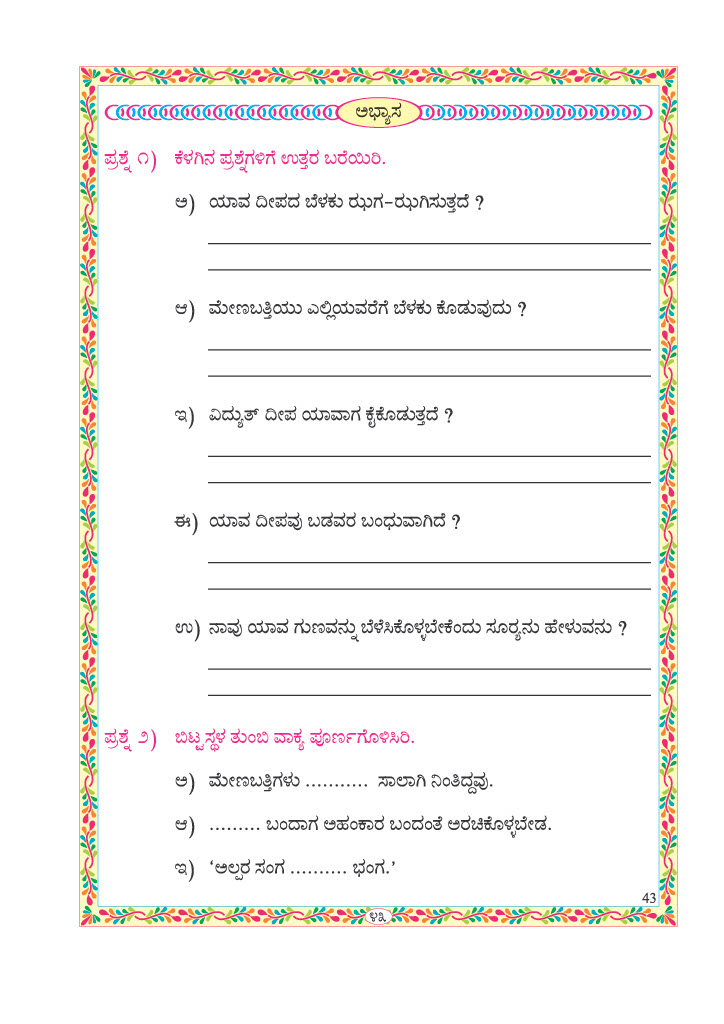 ಅಭ್ಯಾಸ
ಪ್ರಶ್ನೆ ೧) ಕೆಳಗಿನ ಪ್ರಶ್ನೆಗಳಿಗೆ ಉತ್ತರ ಬರೆಯಿರಿ.
ಅ) ಯಾವ ದೀಪದ ಬೆಳಕು ಝಗ-ಝಗಿಸುತ್ತದೆ ?
ಆ) ಮೇಣಬತ್ತಿಯು ಎಲ್ಲಿಯವರೆಗೆ ಬೆಳಕು ಕೊಡುವುದು ?
ಇ) ವಿದ್ಯುತ್ ದೀಪ ಯಾವಾಗ ಕೈಕೊಡುತ್ತದೆ ?
ಈ) ಯಾವ ದೀಪವು ಬಡವರ ಬಂಧುವಾಗಿದೆ ?
ಉ) ನಾವು ಯಾವ ಗುಣವನ್ನು ಬೆಳೆಸಿಕೊಳ್ಳಬೇಕೆಂದು ಸೂರ‍್ಯನು ಹೇಳುವನು ?
ಪ್ರಶ್ನೆ ೨) ಬಿಟ್ಟಸ್ಥಳ ತುಂಬಿ ವಾಕ್ಯ ಪೂರ್ಣಗೊಳಿಸಿರಿ.
ಅ) ಮೇಣಬತ್ತಿಗಳು ........... ಸಾಲಾಗಿ ನಿಂತಿದ್ದವು.
ಆ) ......... ಬಂದಾಗ ಅಹಂಕಾರ ಬಂದಂತೆ ಅರಚಿಕೊಳ್ಳಬೇಡ.
ಇ) ‘ಅಲ್ಪರ ಸಂಗ .......... ಭಂಗ.’
43
೪೩